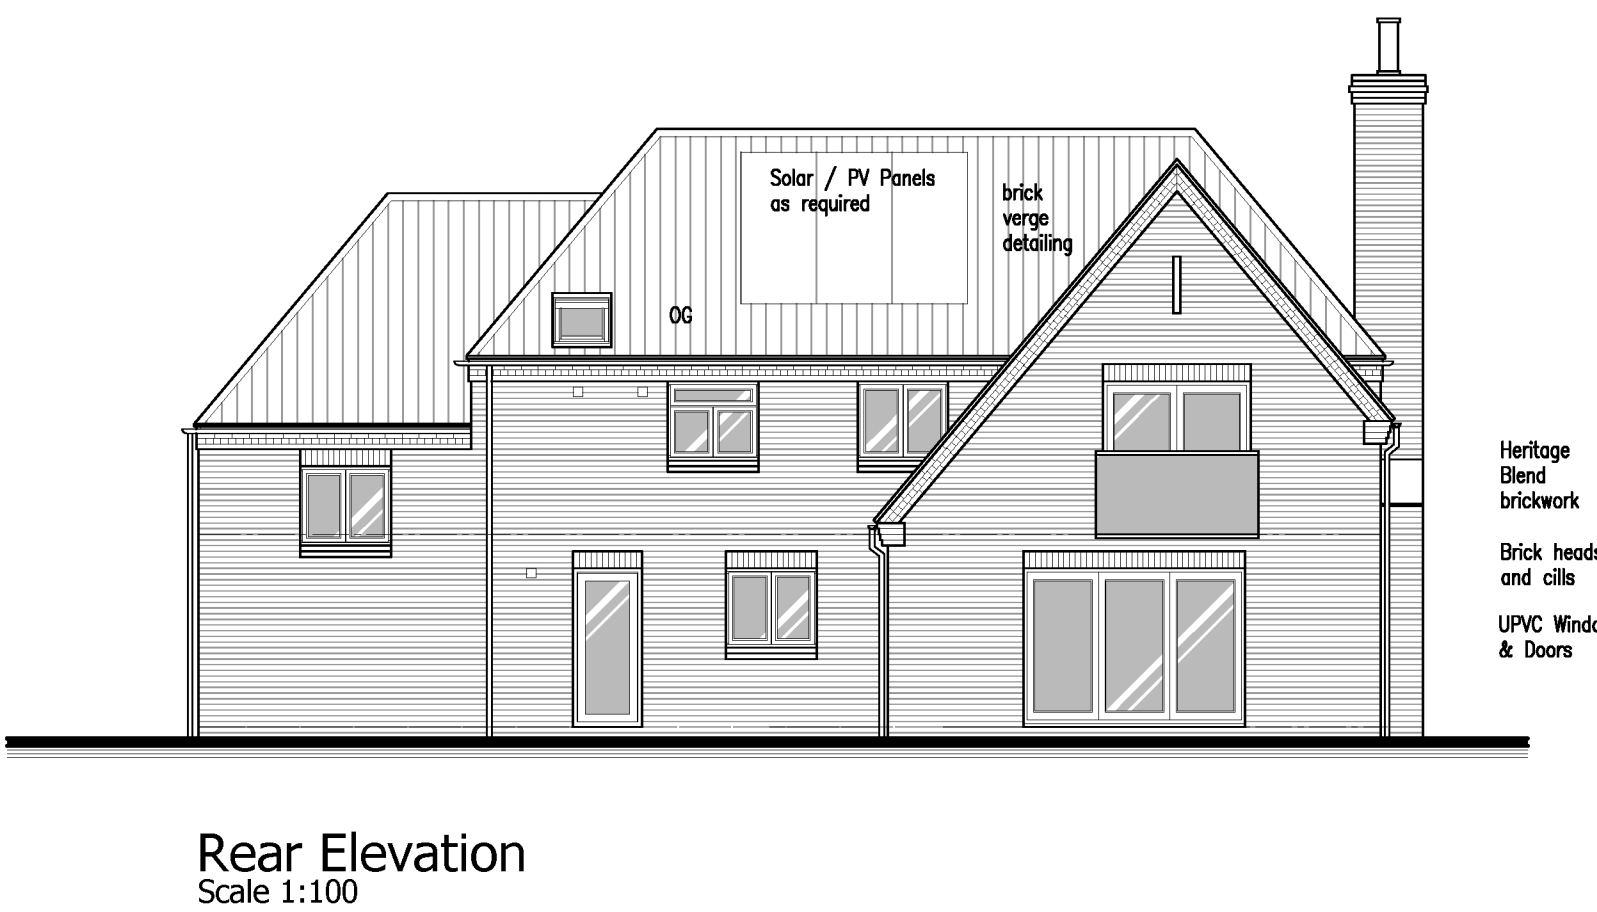 Solar / PV Panels
as required
brick
verge
detailing
OG
Heritage
Blend
brickwork
Brick heads
and cills
UPVC
& Doors
Rear Elevation
Scale 1:100